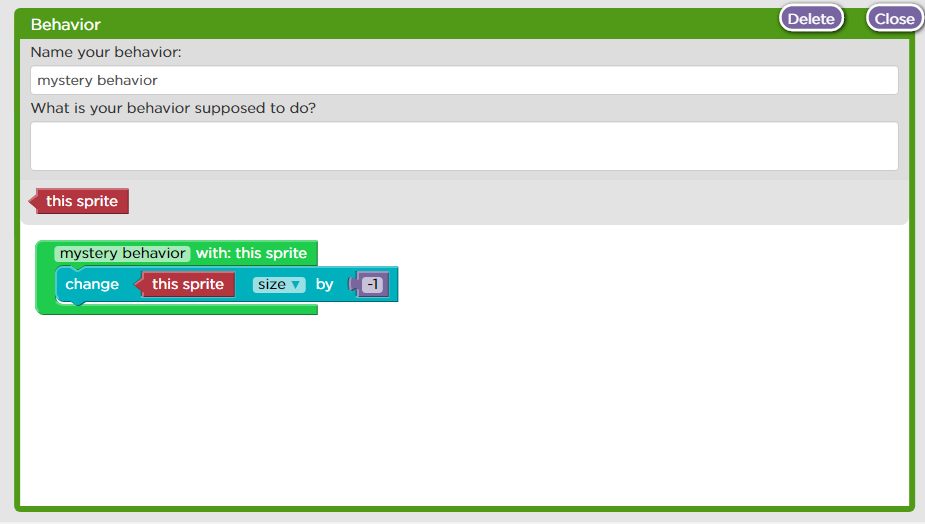 Behavior
Delete
Close
Name your behavior:
mystery behavior
What is your behavior supposed to do?
this sprite
mystery behavior with: this sprite
change this sprite size by -1